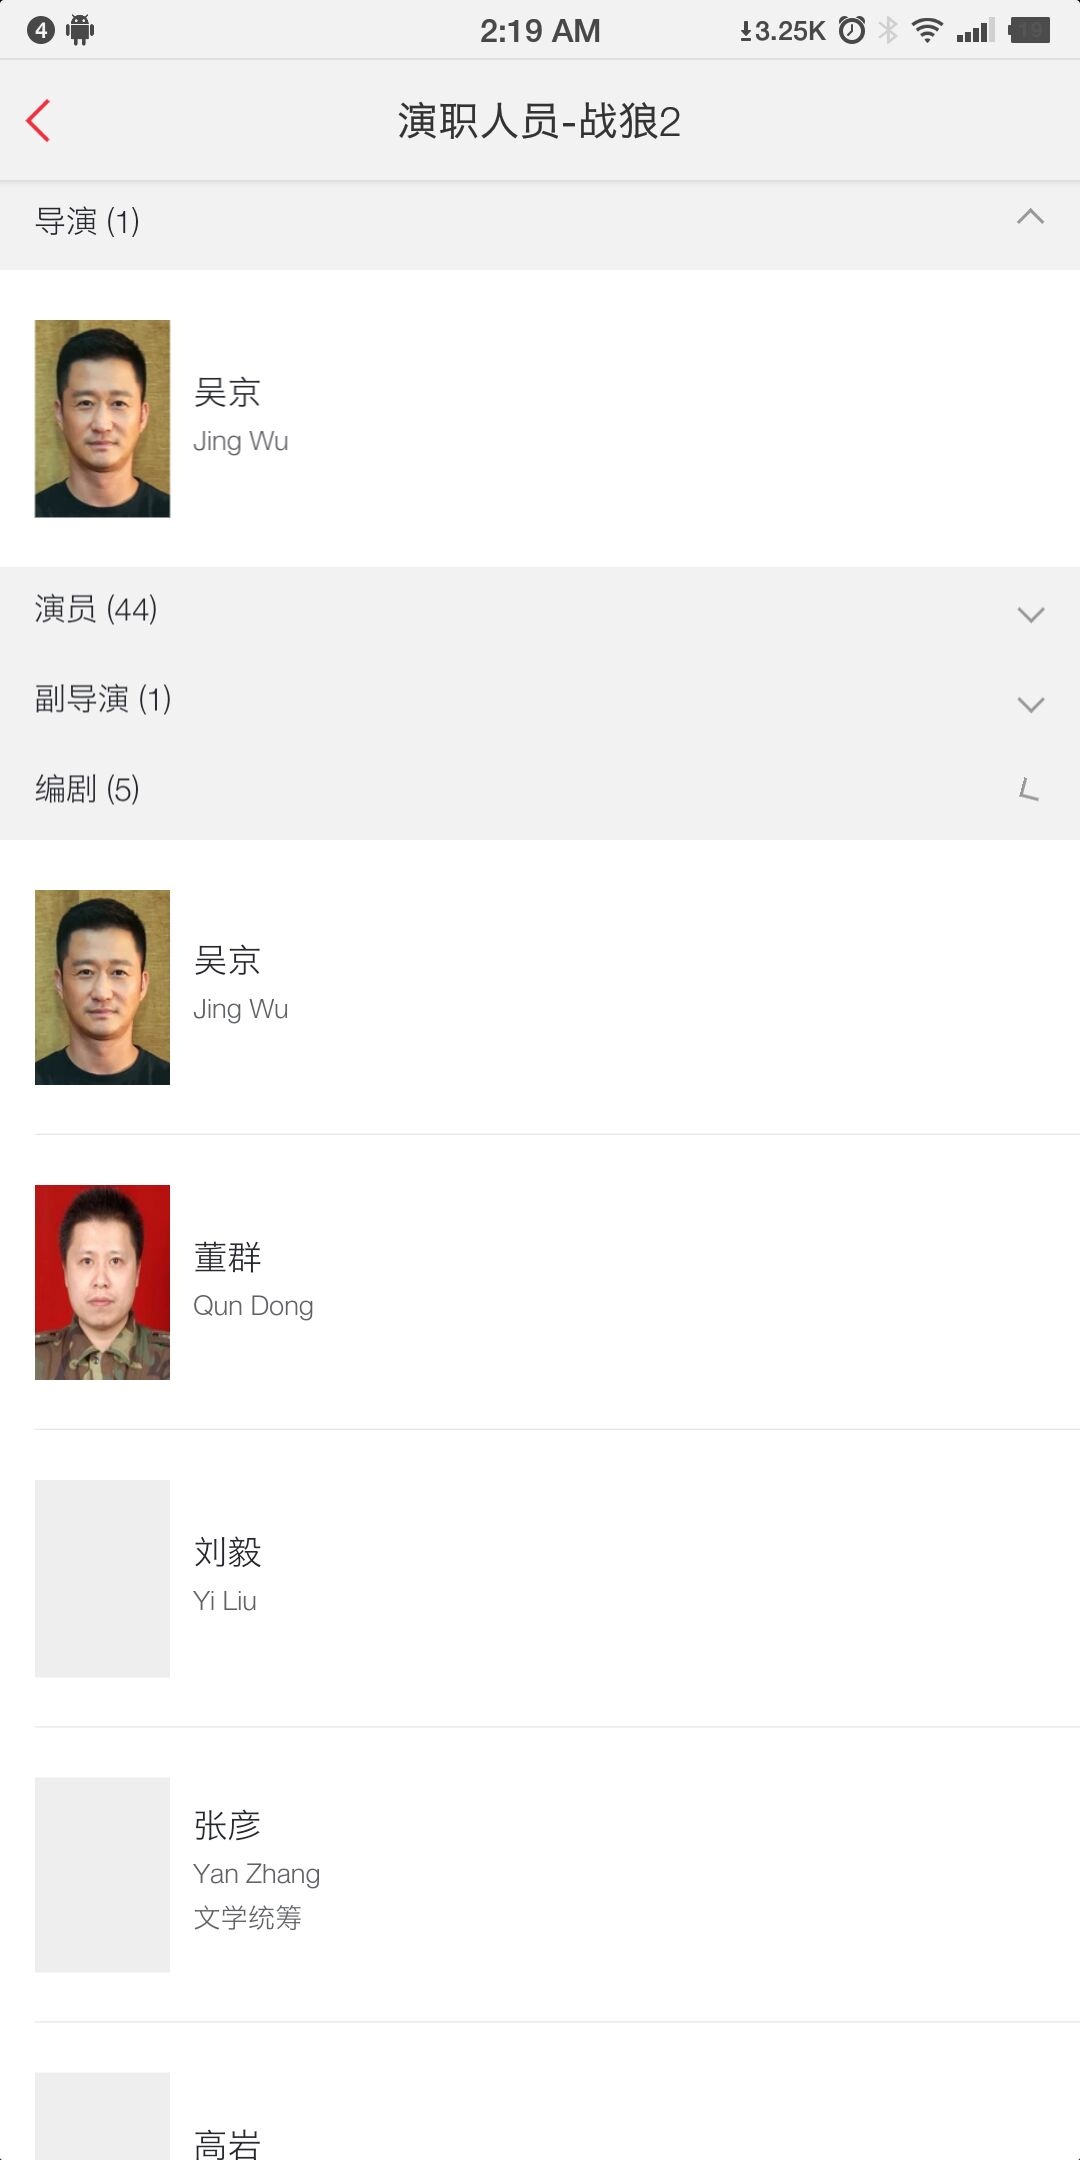 4
2:19 AM
3.25K
19
演职人员-战狼2
导演 (1)
吴京
Jing Wu
演员 (44)
副导演 (1)
编剧 (5)
吴京
Jing Wu
董群
Qun Dong
刘毅
Yi Liu
张彦
Yan Zhang
文学统筹
高岩